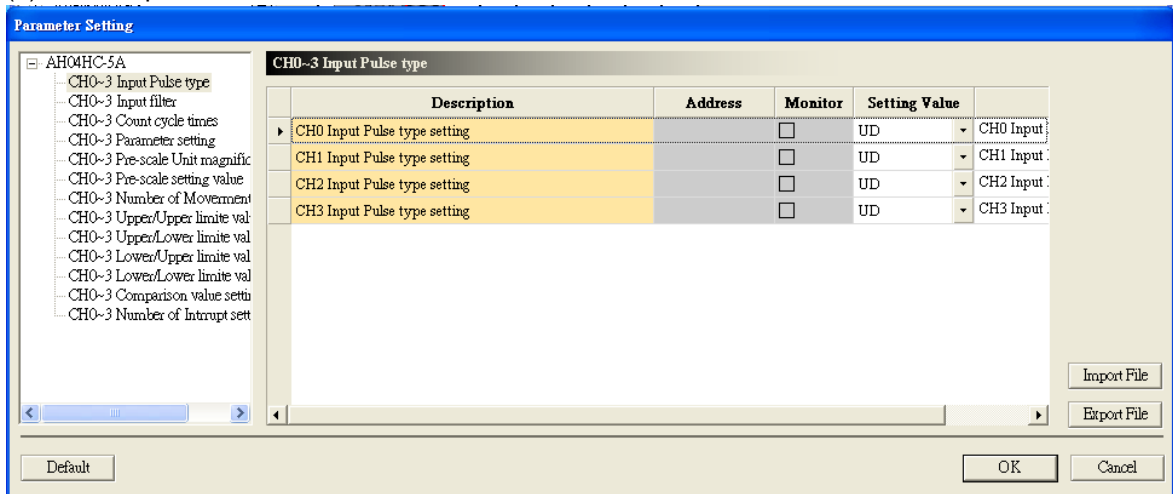 Parameter Setting
AH04HC-5A
CH0~3 Input Pulse type
CH0~3 Input filter
CH0~3 Count cycle times
CH0~3 Parameter setting
CH0~3 Pre-scale Unit magnific
CH0~3 Pre-scale setting value
CH0~3 Number of Movement
CH0~3 Upper/Upper limite val
CH0~3 Upper/Lower limite val
CH0~3 Lower/Upper limite val
CH0~3 Lower/Lower limite val
CH0~3 Comparison value settin
CH0~3 Number of Intrrupt sett
CH0~3 Input Pulse type
Description Address Monitor Setting Value
CH0 Input Pulse type setting UD CH0 Input
CH1 Input Pulse type setting UD CH1 Input
CH2 Input Pulse type setting UD CH2 Input
CH3 Input Pulse type setting UD CH3 Input
Import File
Export File
Default OK Cancel